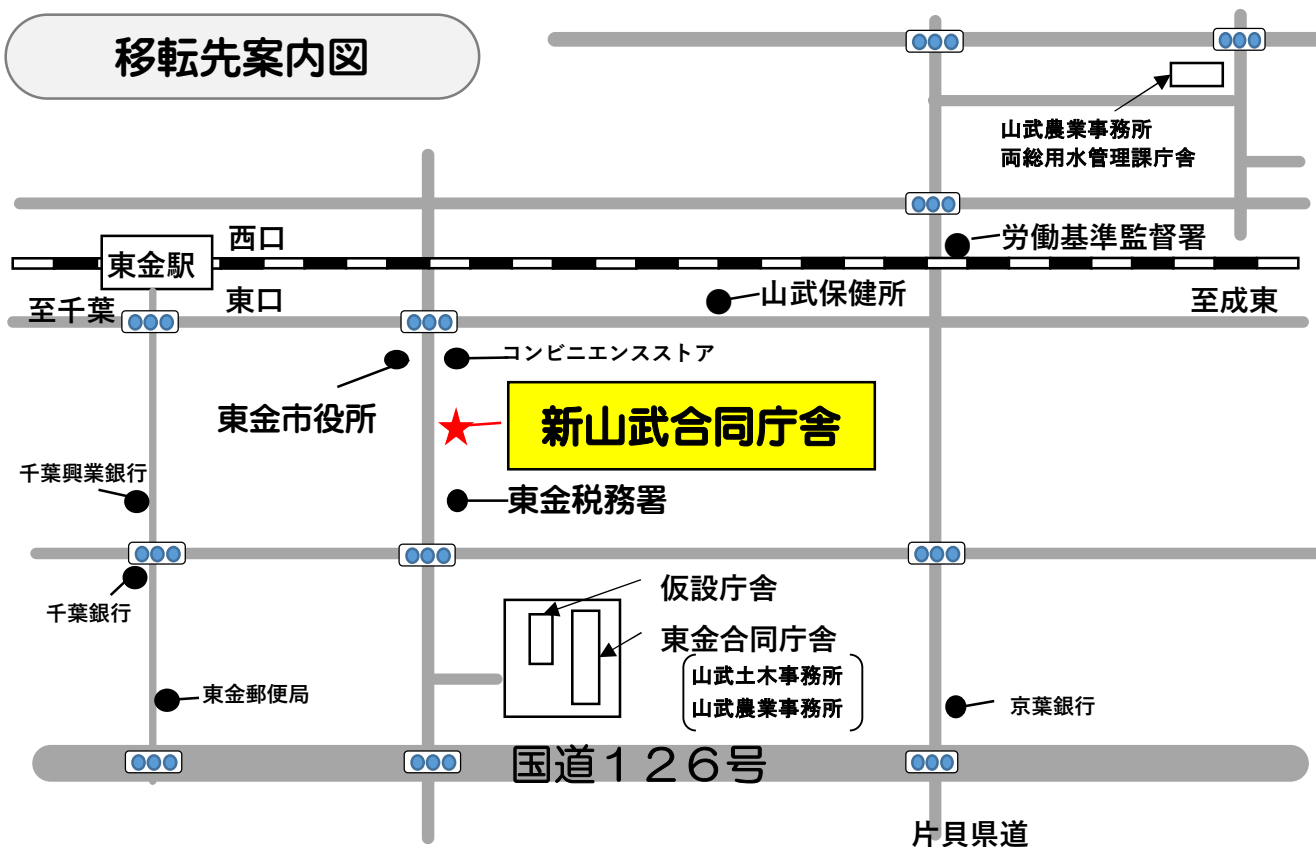 移転先案内図
山武農業事務所
両総用水管理課庁舎
西口
労働基準監督署
東金駅
東口
山武保健所
至千葉
至成東
コンビニエンスストア
東金市役所
新山武合同庁舎
千葉興業銀行
東金税務署
仮設庁舎
千葉銀行
東金合同庁舎
山武土木事務所
山武農業事務所
東金郵便局
京葉銀行
国道１２６号
片貝県道